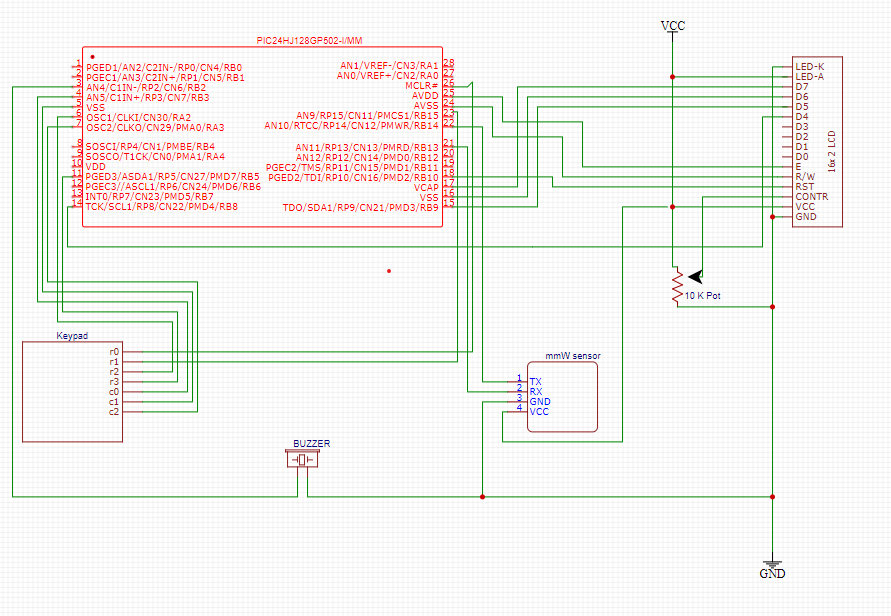 VCC
PIC24HJ128GP502-I/MM
1 PGED1/AN2/C2IN-/RP0/CN4/RB0
2 PGEC1/AN3/C2IN+/RP1/CN5/RB1
3 AN4/C1IN-/RP2/CN6/RB2
4 AN5/C1IN+/RP3/CN7/RB3
5 VSS
6 OSC1/CLKI/CN30/RA2
7 OSC2/CLKO/CN29/PMA0/RA3
8 SOSCI/RP4/CN1/PMBE/RB4
9 SOSCO/T1CK/CN0/PMA1/RA4
10 VDD
11 PGED3/ASDA1/RP5/CN27/PMD7/RB5
12 PGEC3//ASCL1/RP6/CN24/PMD6/RB6
13 INT0/RP7/CN23/PMD5/RB7
14 TCK/SCL1/RP8/CN22/PMD4/RB8
AN1/VREF-/CN3/RA1 28
AN0/VREF+/CN2/RA0 27
MCLR# 26
AVDD 25
AVSS 24
AN9/RP15/CN11/PMCS1/RB15 23
AN10/RTCC/RP14/CN12/PMWR/RB14 22
AN11/RP13/CN13/PMRD/RB13 21
AN12/RP12/CN14/PMD0/RB12 20
PGEC2/TMS/RP11/CN15/PMD1/RB11 19
PGED2/TDI/RP10/CN16/PMD2/RB10 18
VCAP 17
VSS 16
TDO/SDA1/RP9/CN21/PMD3/RB9 15
LED-K
LED-A
D7
D6
D5
D4
D3
D2
D1
D0
E
R/W
RST
CONTR
VCC
GND
16x 2 LCD
10 K Pot
Keypad
r0
r1
r2
r3
c0
c1
c2
mmW sensor
1 TX
2 RX
3 GND
4 VCC
BUZZER
GND